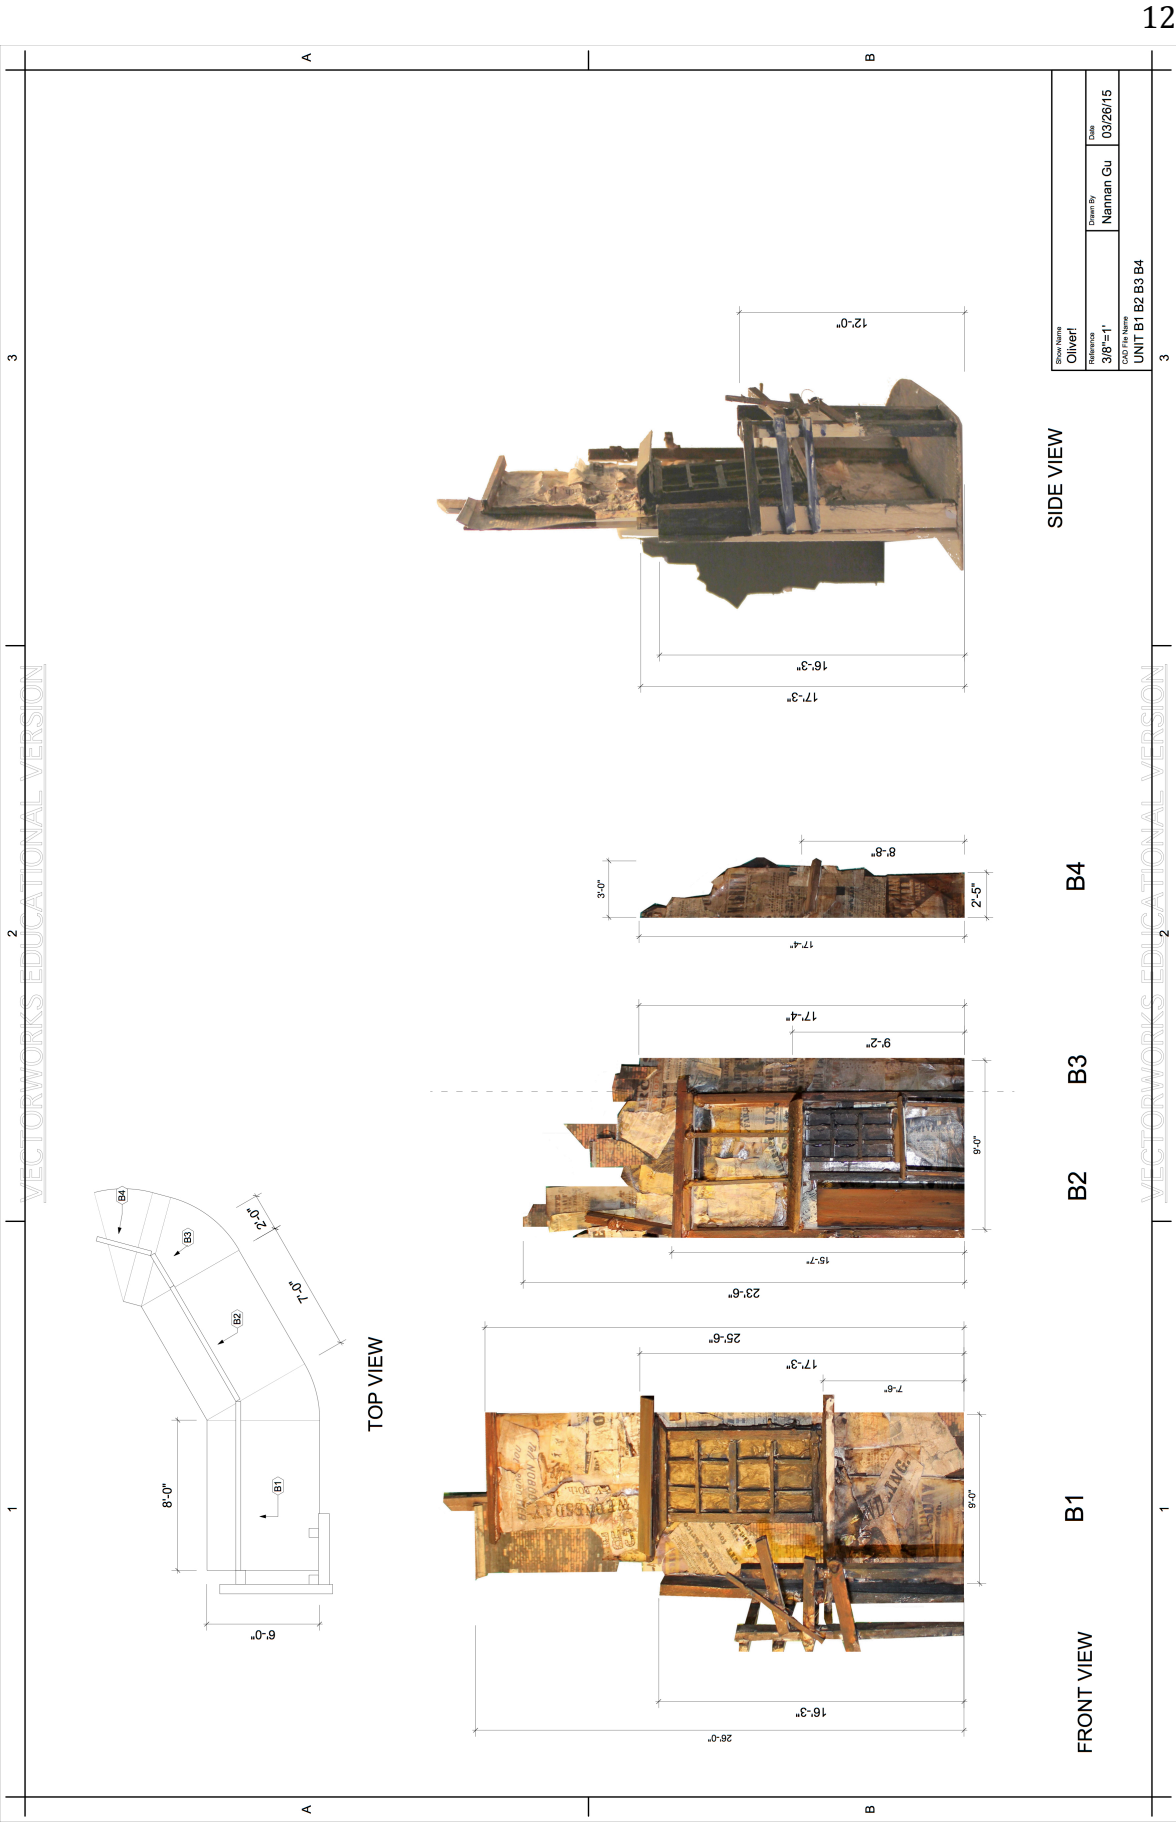 12
VECTORWORKS EDUCATIONAL VERSION
1
2
3
A
A
8'-0"
6'-0"
B1
B2
B3
B4
7'-0"
2'-0"
TOP VIEW
26'-0"
16'-3"
25'-6"
17'-3"
7'-6"
9'-0"
B1
FRONT VIEW
23'-6"
15'-7"
17'-4"
9'-2"
9'-0"
B2
B3
17'-4"
3'-0"
8'-8"
2'-5"
B4
17'-3"
16'-3"
12'-0"
SIDE VIEW
B
B
Show Name
Oliver!
Reference
3/8"=1'
Drawn By
Nannan Gu
Date
03/26/15
CAD File Name
UNIT B1 B2 B3 B4
1
2
3
VECTORWORKS EDUCATIONAL VERSION